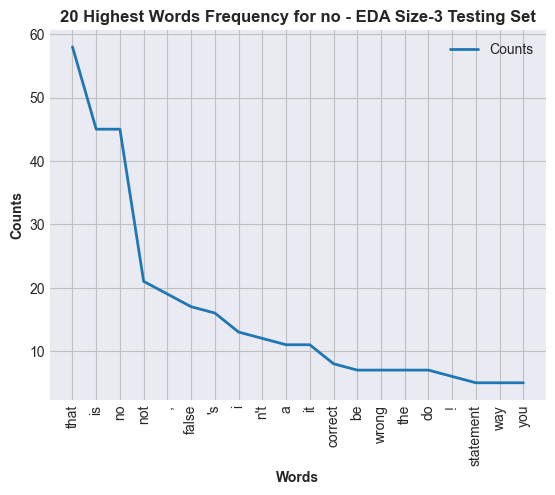 20 Highest Words Frequency for no - EDA Size-3 Testing Set
Counts
60
50
40
30
20
10
Counts
that
is
no
not
,
false
's
i
n't
a
it
correct
be
wrong
the
do
!
statement
way
you
Words